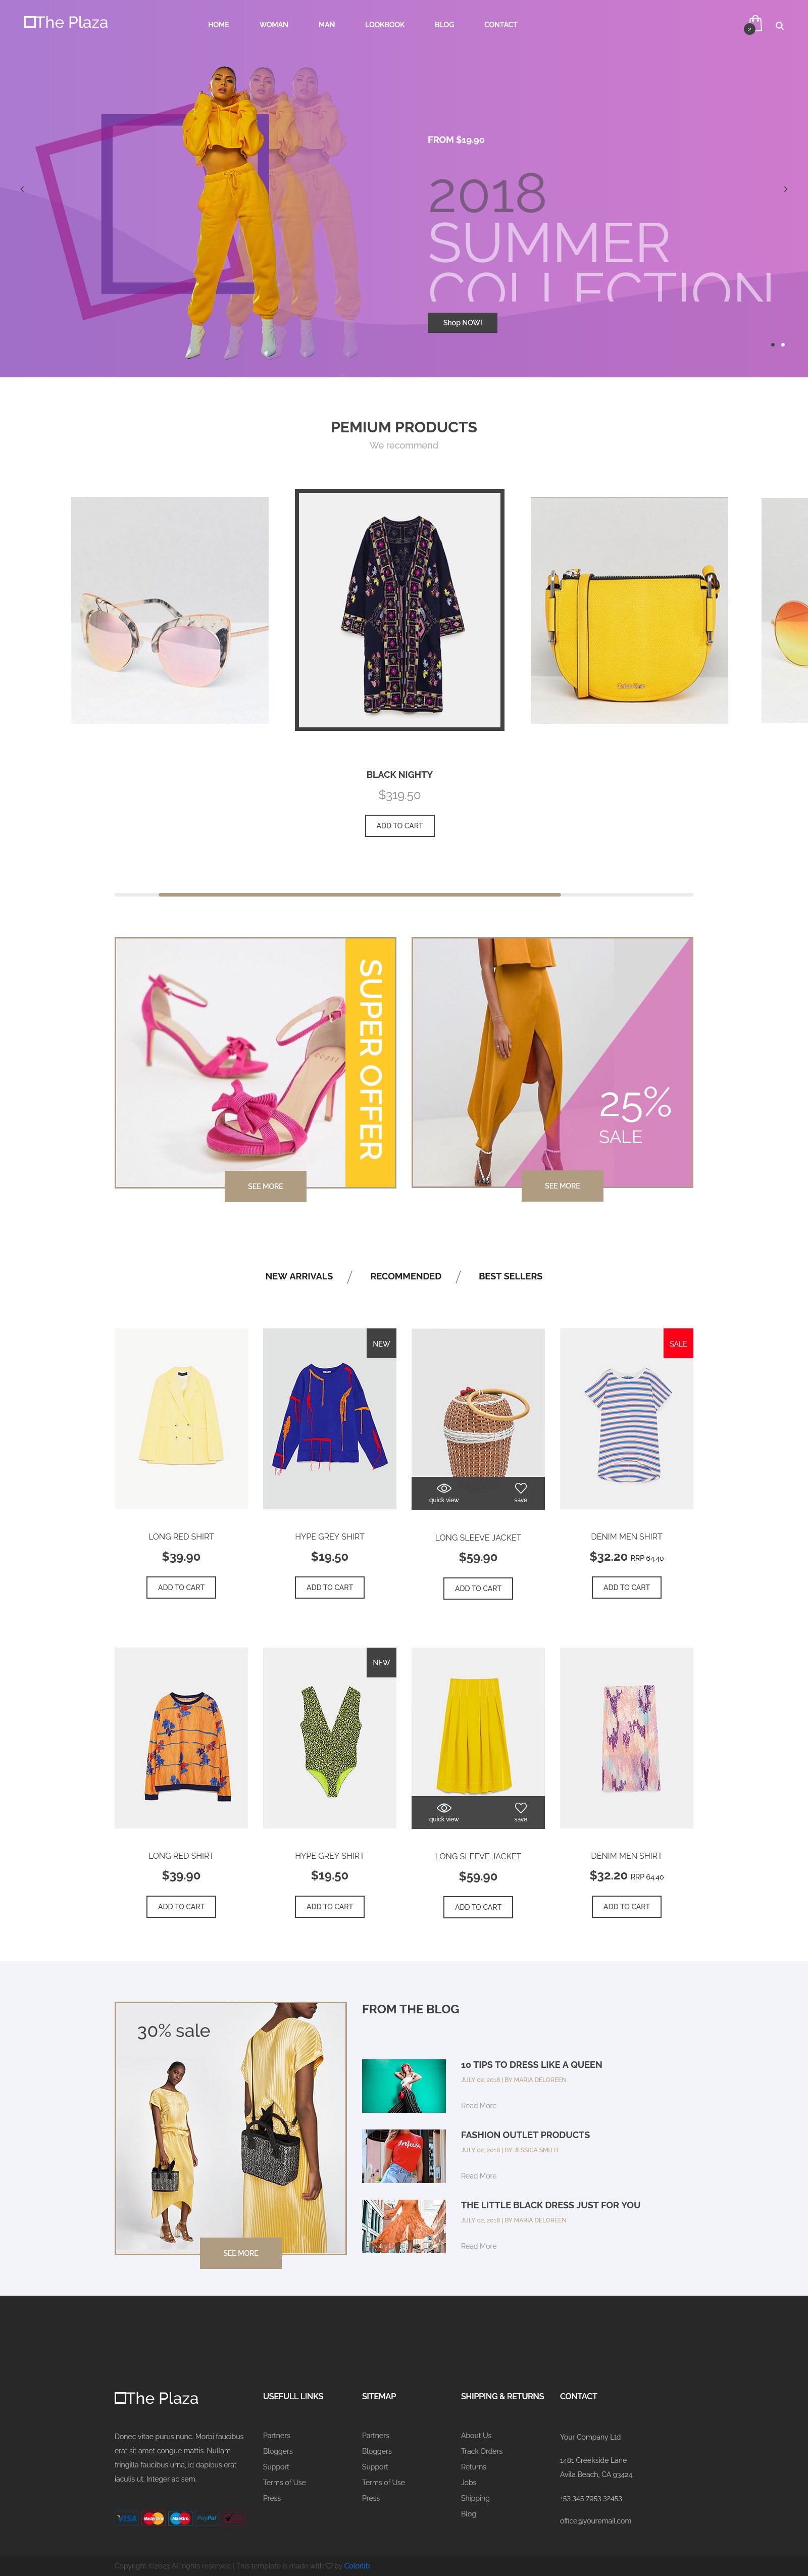 The Plaza
HOME WOMAN MAN LOOKBOOK BLOG CONTACT
2
FROM $19.90
2018
SUMMER
COLLECTION
Shop NOW!
PEMIUM PRODUCTS
We recommend
BLACK NIGHTY
$319.50
ADD TO CART
SUPER OFFER
SEE MORE
25%
SALE
SEE MORE
NEW ARRIVALS / RECOMMENDED / BEST SELLERS
NEW
SALE
quick view save
LONG RED SHIRT
$39.90
ADD TO CART
HYPE GREY SHIRT
$19.50
ADD TO CART
LONG SLEEVE JACKET
$59.90
ADD TO CART
DENIM MEN SHIRT
$32.20 RRP 64.40
ADD TO CART
NEW
quick view save
LONG RED SHIRT
$39.90
ADD TO CART
HYPE GREY SHIRT
$19.50
ADD TO CART
LONG SLEEVE JACKET
$59.90
ADD TO CART
DENIM MEN SHIRT
$32.20 RRP 64.40
ADD TO CART
30% sale
SEE MORE
FROM THE BLOG
10 TIPS TO DRESS LIKE A QUEEN
JULY 02, 2018 | BY MARIA DELOREEN
Read More
FASHION OUTLET PRODUCTS
JULY 02, 2018 | BY JESSICA SMITH
Read More
THE LITTLE BLACK DRESS JUST FOR YOU
JULY 02, 2018 | BY MARIA DELOREEN
Read More
The Plaza
Donec vitae purus nunc. Morbi faucibus
erat sit amet congue mattis. Nullam
fringilla faucibus urna, id dapibus erat
iaculis ut. Integer ac sem.
VISA MasterCard Maestro PayPal
USEFULL LINKS
Partners
Bloggers
Support
Terms of Use
Press
SITEMAP
Partners
Bloggers
Support
Terms of Use
Press
SHIPPING & RETURNS
About Us
Track Orders
Returns
Jobs
Shipping
Blog
CONTACT
Your Company Ltd
1481 Creekside Lane
Avila Beach, CA 93424,
+53 345 7953 32453
office@youremail.com
Copyright ©2023 All rights reserved | This template is made with ♡ by Colorlib